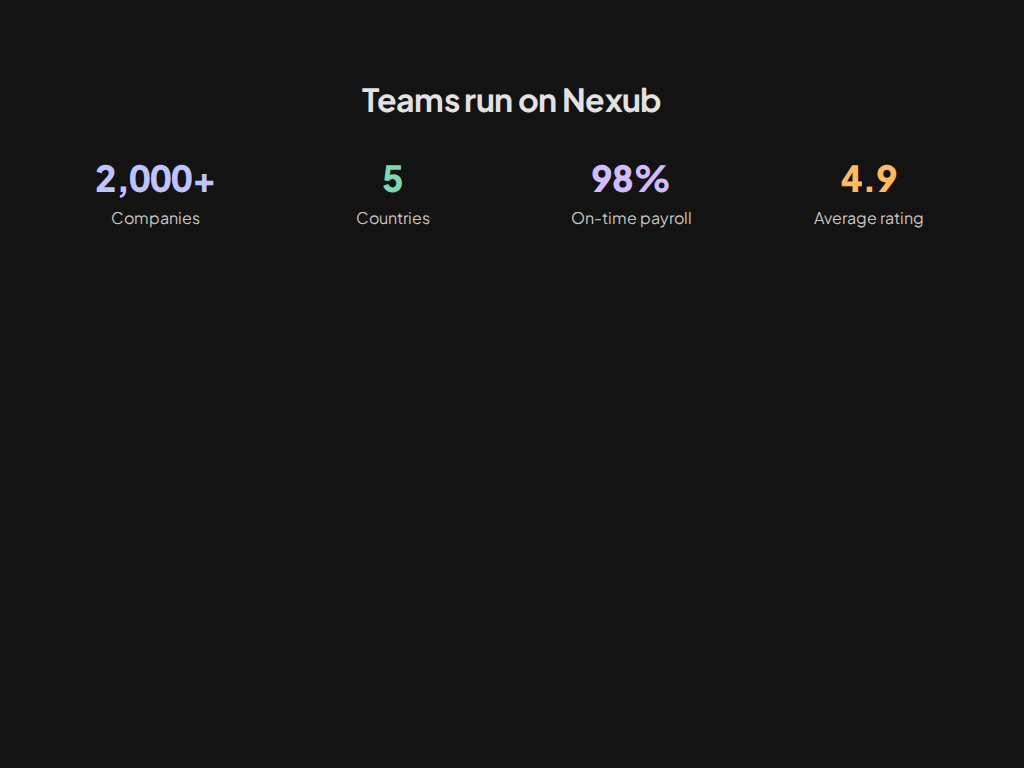 Teams run on Nexub
2,000+
Companies
5
Countries
98%
On-time payroll
4.9
Average rating